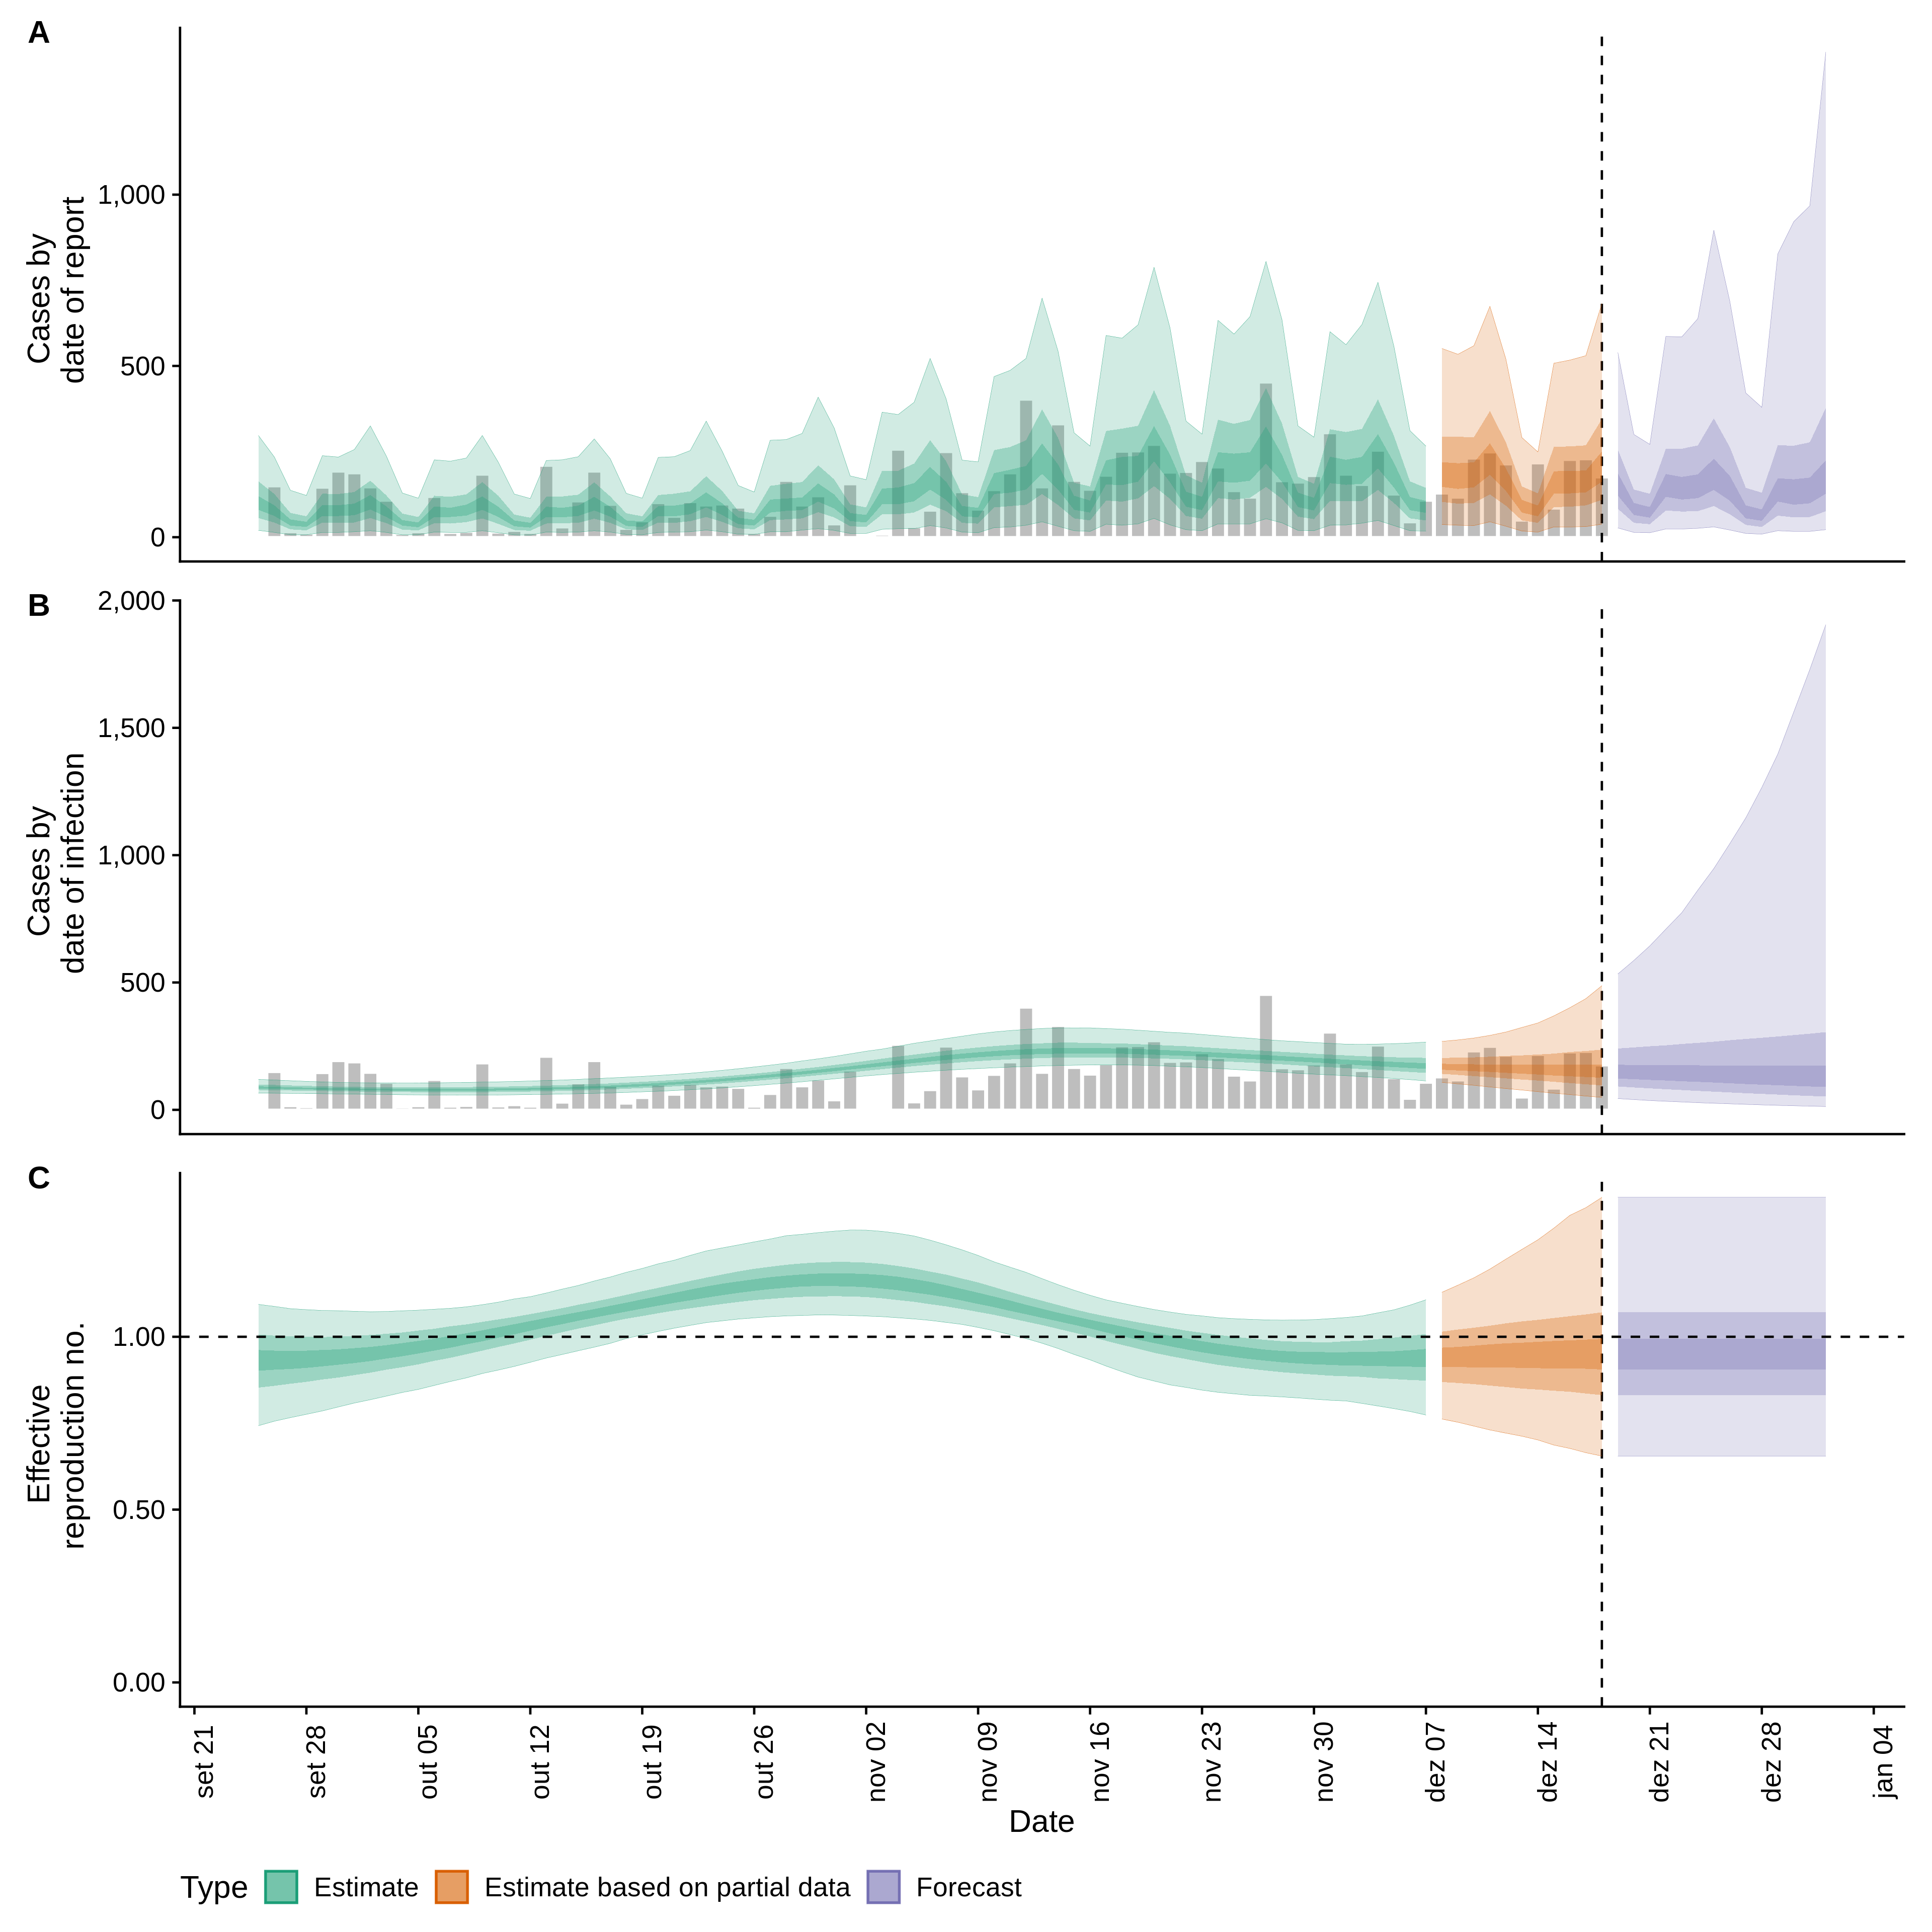 A
Cases by
date of report
1,000
500
0
B
Cases by
date of infection
2,000
1,500
1,000
500
0
C
Effective
reproduction no.
1.00
0.50
0.00
set 21
set 28
out 05
out 12
out 19
out 26
nov 02
nov 09
nov 16
nov 23
nov 30
dez 07
dez 14
dez 21
dez 28
jan 04
Date
Type Estimate Estimate based on partial data Forecast